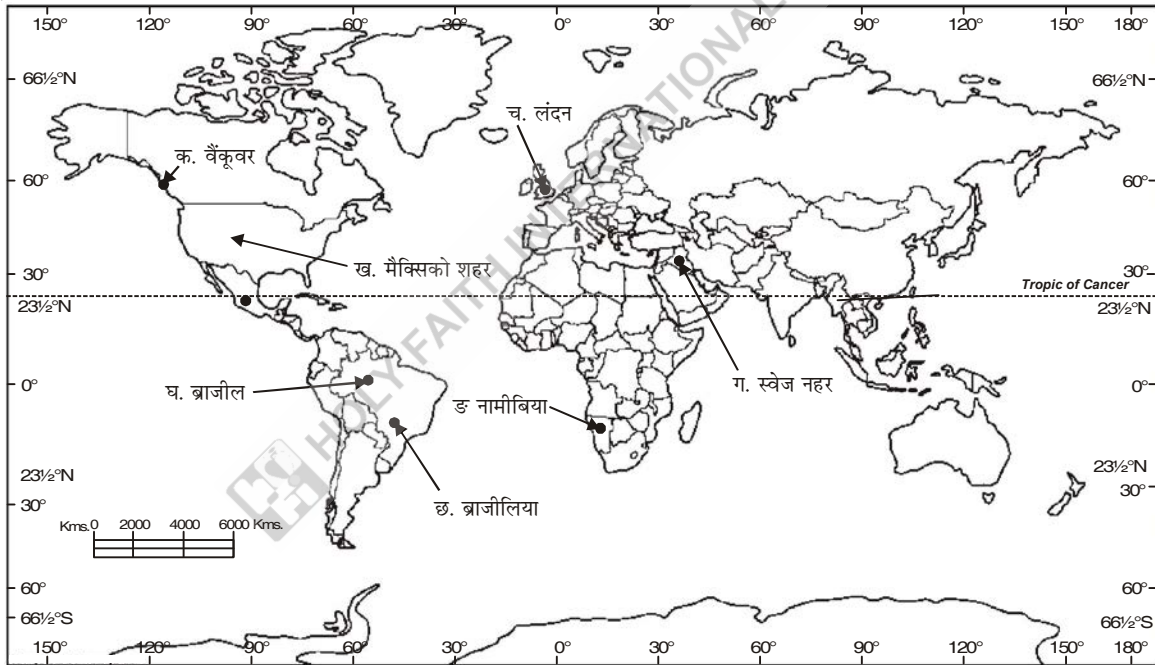 150° 120° 90° 60° 30° 0° 30° 60° 90° 120° 150° 180°
66½°N 66½°N
च. लंदन
क. वैंकूवर
60° 60°
ख. मैक्सिको शहर
30° 30°
Tropic of Cancer
23½°N 23½°N
घ. ब्राजील
ग. स्वेज नहर
0° 0°
ङ नामीबिया
23½°N 23½°N
30° 30°
छ. ब्राजीलिया
Kms. 0 2000 4000 6000 Kms.
60° 60°
66½°S 66½°S
150° 120° 90° 60° 30° 0° 30° 60° 90° 120° 150° 180°
HOLY FAITH INTERNATIONAL